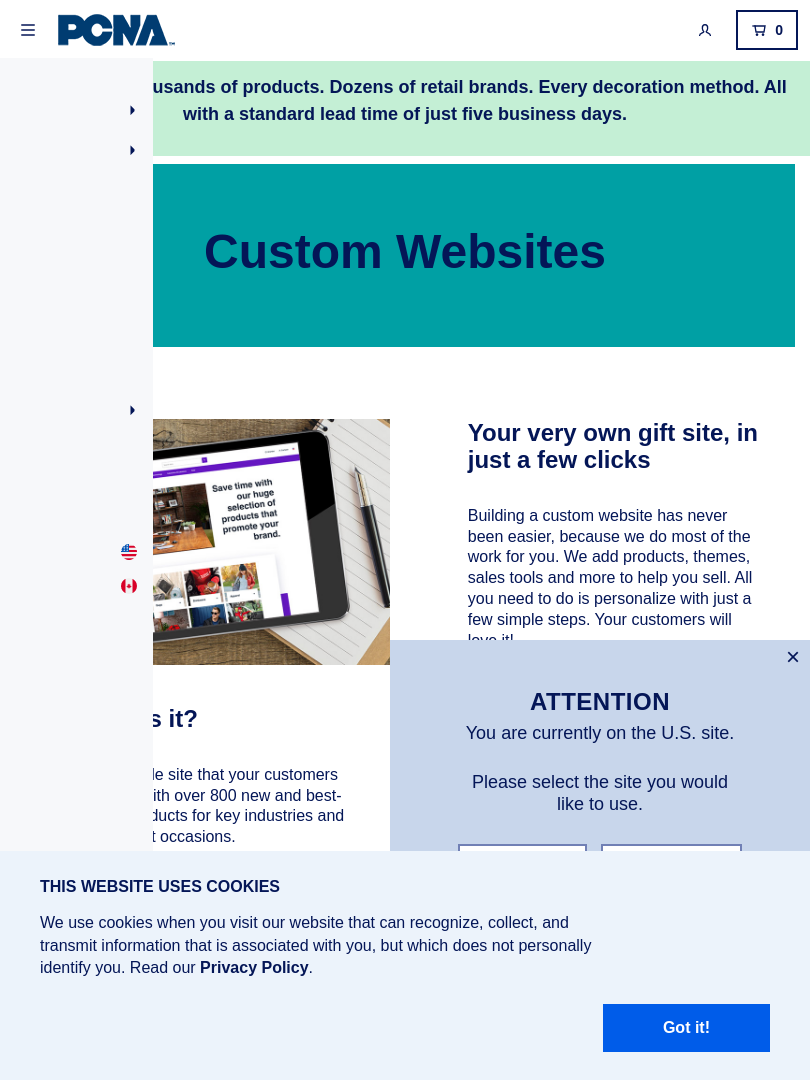 PCNA
0
usands of products. Dozens of retail brands. Every decoration method. All
with a standard lead time of just five business days.
Custom Websites
Save time with
our huge
selection of
products that
promote your
brand.
Your very own gift site, in
just a few clicks
Building a custom website has never
been easier, because we do most of the
work for you. We add products, themes,
sales tools and more to help you sell. All
you need to do is personalize with just a
few simple steps. Your customers will
love it!
s it?
le site that your customers
ith over 800 new and best-
ducts for key industries and
t occasions.
ATTENTION
You are currently on the U.S. site.
Please select the site you would
like to use.
THIS WEBSITE USES COOKIES
We use cookies when you visit our website that can recognize, collect, and
transmit information that is associated with you, but which does not personally
identify you. Read our Privacy Policy.
Got it!